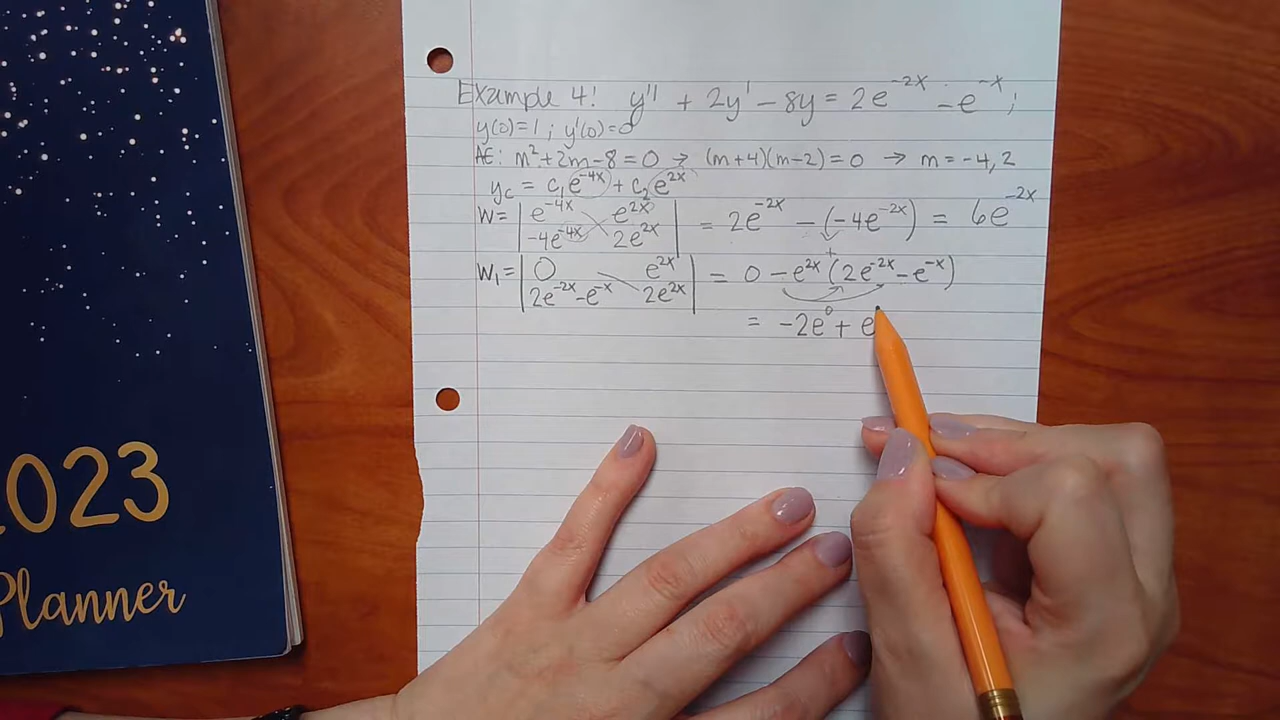 Example 4: y'' + 2y' - 8y = 2e^{-2x} - e^{-x};
y(0)=1; y'(0)=0
AE: m² + 2m - 8 = 0 → (m+4)(m-2) = 0 → m = -4, 2
y_c = c₁e^{-4x} + c₂e^{2x}
W = | e^{-4x} e^{2x} | = 2e^{-2x} - (-4e^{-2x}) = 6e^{-2x}
| -4e^{-4x} 2e^{2x} | +
W₁ = | 0 e^{2x} | = 0 - e^{2x}(2e^{-2x} - e^{-x})
| 2e^{-2x} - e^{-x} 2e^{2x} |
= -2e^0 + e
2023
Planner